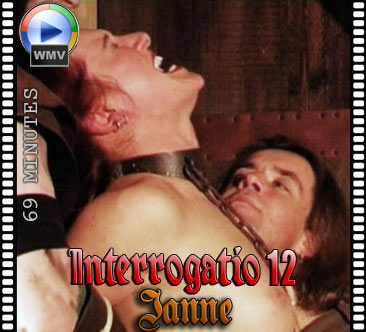 WMV
69 MINUTES
Interrogatio 12
Janne